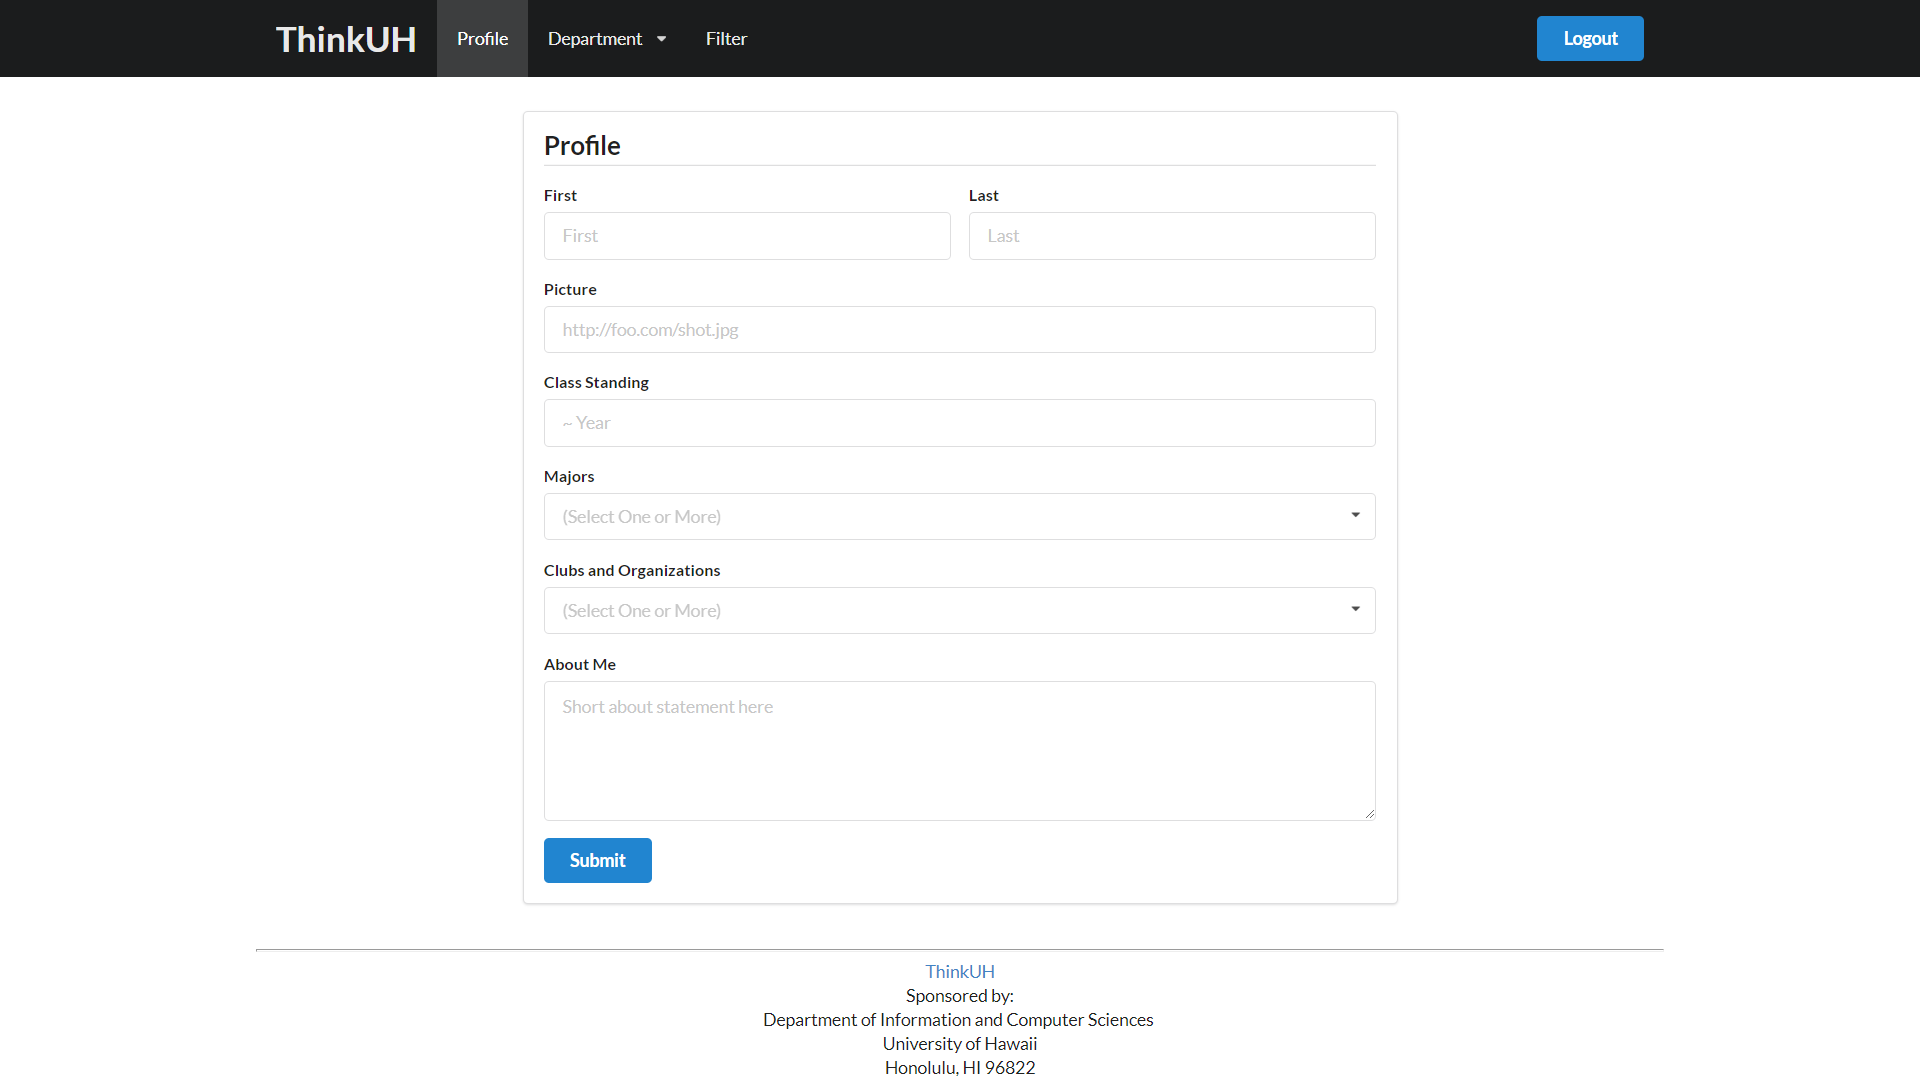 ThinkUH Profile Department Filter Logout
Profile
First Last
First Last
Picture
http://foo.com/shot.jpg
Class Standing
~ Year
Majors
(Select One or More)
Clubs and Organizations
(Select One or More)
About Me
Short about statement here
Submit
ThinkUH
Sponsored by:
Department of Information and Computer Sciences
University of Hawaii
Honolulu, HI 96822